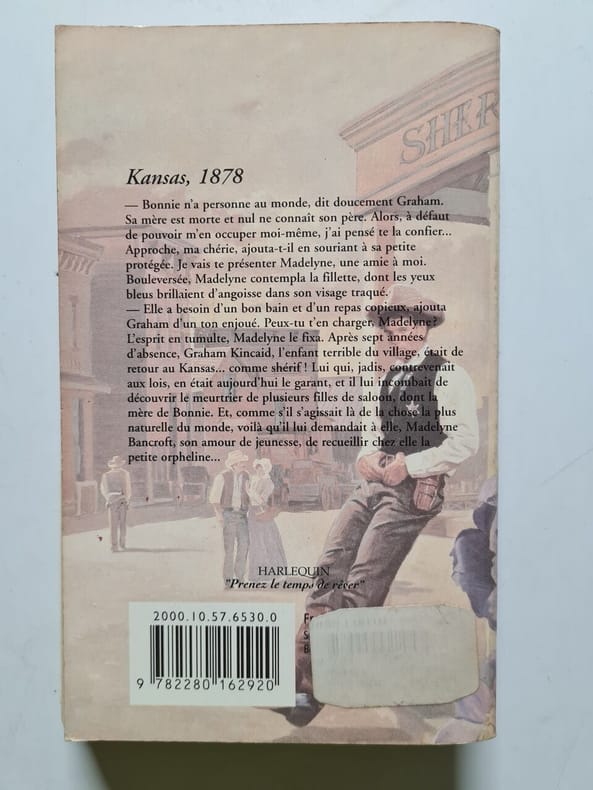 SHER
Kansas, 1878
— Bonnie n'a personne au monde, dit doucement Graham.
Sa mère est morte et nul ne connaît son père. Alors, à défaut
de pouvoir m'en occuper moi-même, j'ai pensé te la confier...
Approche, ma chérie, ajouta-t-il en souriant à sa petite
protégée. Je vais te présenter Madelyne, une amie à moi.
Bouleversée, Madelyne contempla la fillette, dont les yeux
bleus brillaient d'angoisse dans son visage traqué.
— Elle a besoin d'un bon bain et d'un repas copieux, ajouta
Graham d'un ton enjoué. Peux-tu t'en charger, Madelyne?
L'esprit en tumulte, Madelyne le fixa. Après sept années
d'absence, Graham Kincaid, l'enfant terrible du village, était de
retour au Kansas... comme shérif! Lui qui, jadis, contrevenait
aux lois, en était aujourd'hui le garant, et il lui incombait de
découvrir le meurtrier de plusieurs filles de saloon, dont la
mère de Bonnie. Et, comme s'il s'agissait là de la chose la plus
naturelle du monde, voilà qu'il lui demandait à elle, Madelyne
Bancroft, son amour de jeunesse, de recueillir chez elle la
petite orpheline...
HARLEQUIN
"Prenez le temps de rêver"
2000.10.57.6530.0
9 782280 162920